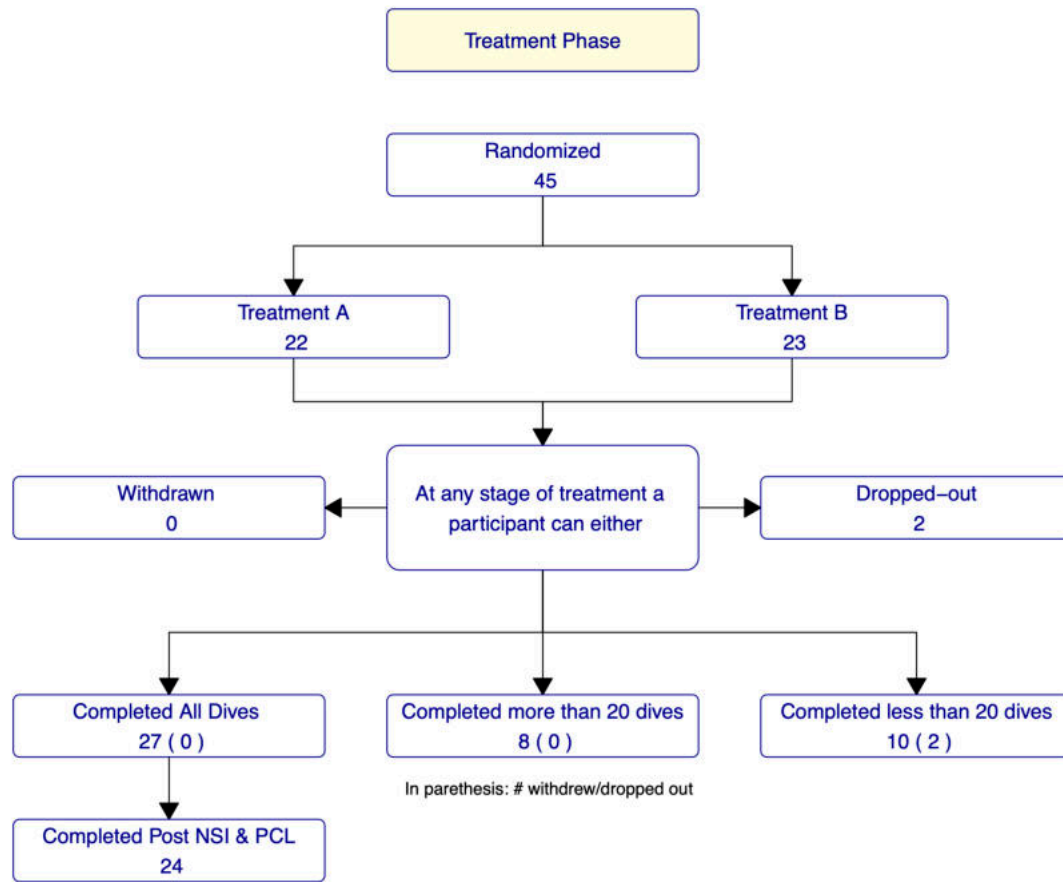 Treatment Phase
Randomized
45
Treatment A
22
Treatment B
23
At any stage of treatment a
participant can either
Withdrawn
0
Dropped−out
2
Completed All Dives
27 ( 0 )
Completed more than 20 dives
8 ( 0 )
Completed less than 20 dives
10 ( 2 )
In parethesis: # withdrew/dropped out
Completed Post NSI & PCL
24